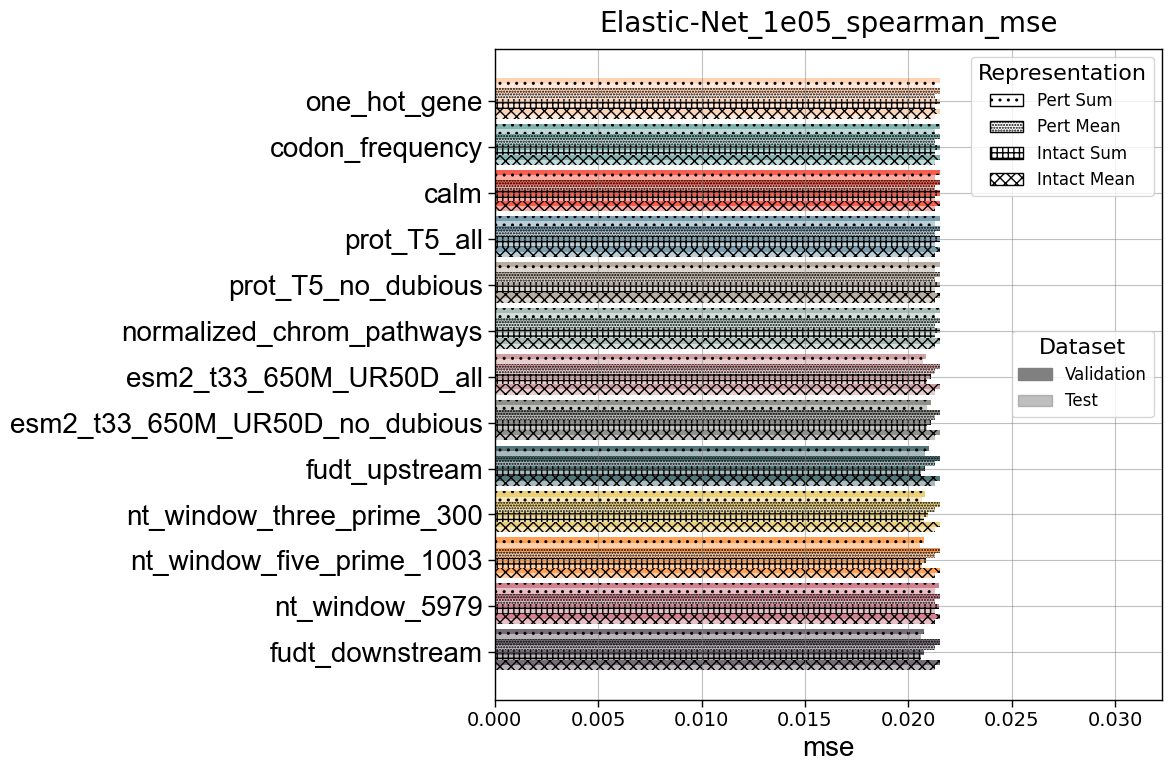 Elastic-Net_1e05_spearman_mse
one_hot_gene
codon_frequency
calm
prot_T5_all
prot_T5_no_dubious
normalized_chrom_pathways
esm2_t33_650M_UR50D_all
esm2_t33_650M_UR50D_no_dubious
fudt_upstream
nt_window_three_prime_300
nt_window_five_prime_1003
nt_window_5979
fudt_downstream
Representation
Pert Sum
Pert Mean
Intact Sum
Intact Mean
Dataset
Validation
Test
0.000 0.005 0.010 0.015 0.020 0.025 0.030
mse